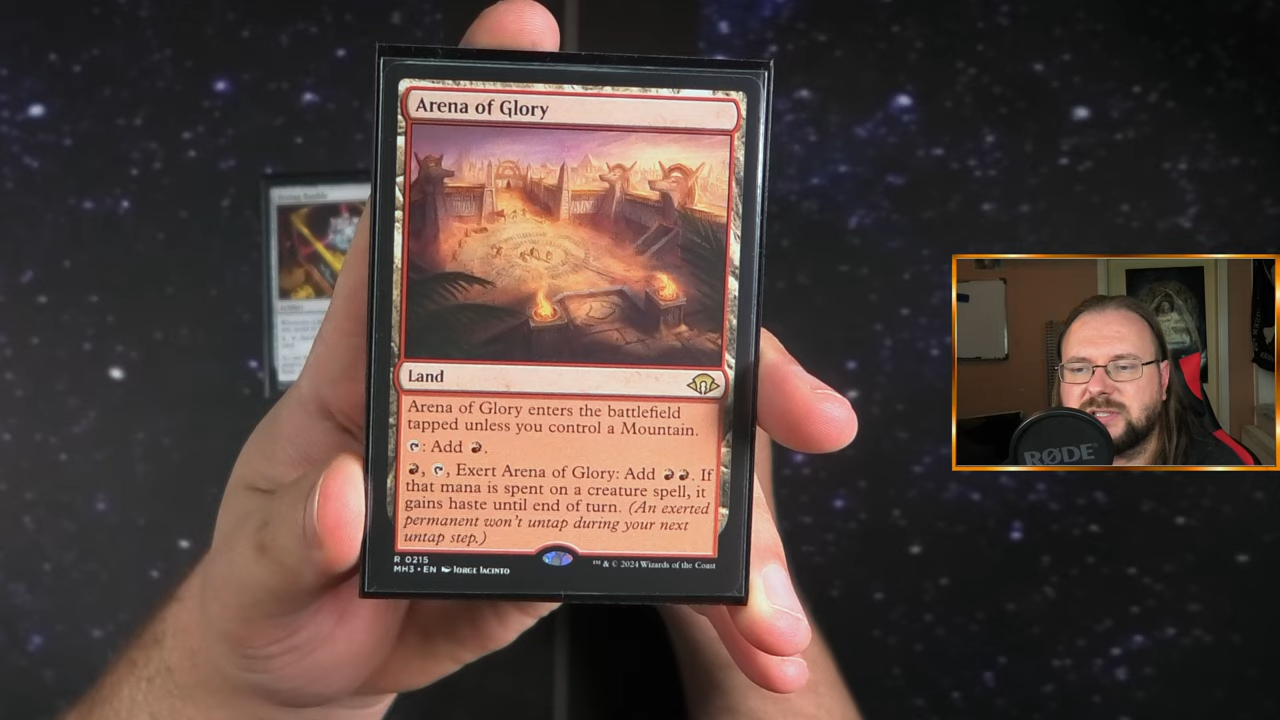 Arena of Glory
Land
Arena of Glory enters the battlefield
tapped unless you control a Mountain.
: Add .
, , Exert Arena of Glory: Add . If
that mana is spent on a creature spell, it
gains haste until end of turn. (An exerted
permanent won't untap during your next
untap step.)
R 0215
MH3 • EN JORGE JACINTO
™ & © 2024 Wizards of the Coast
RØDE